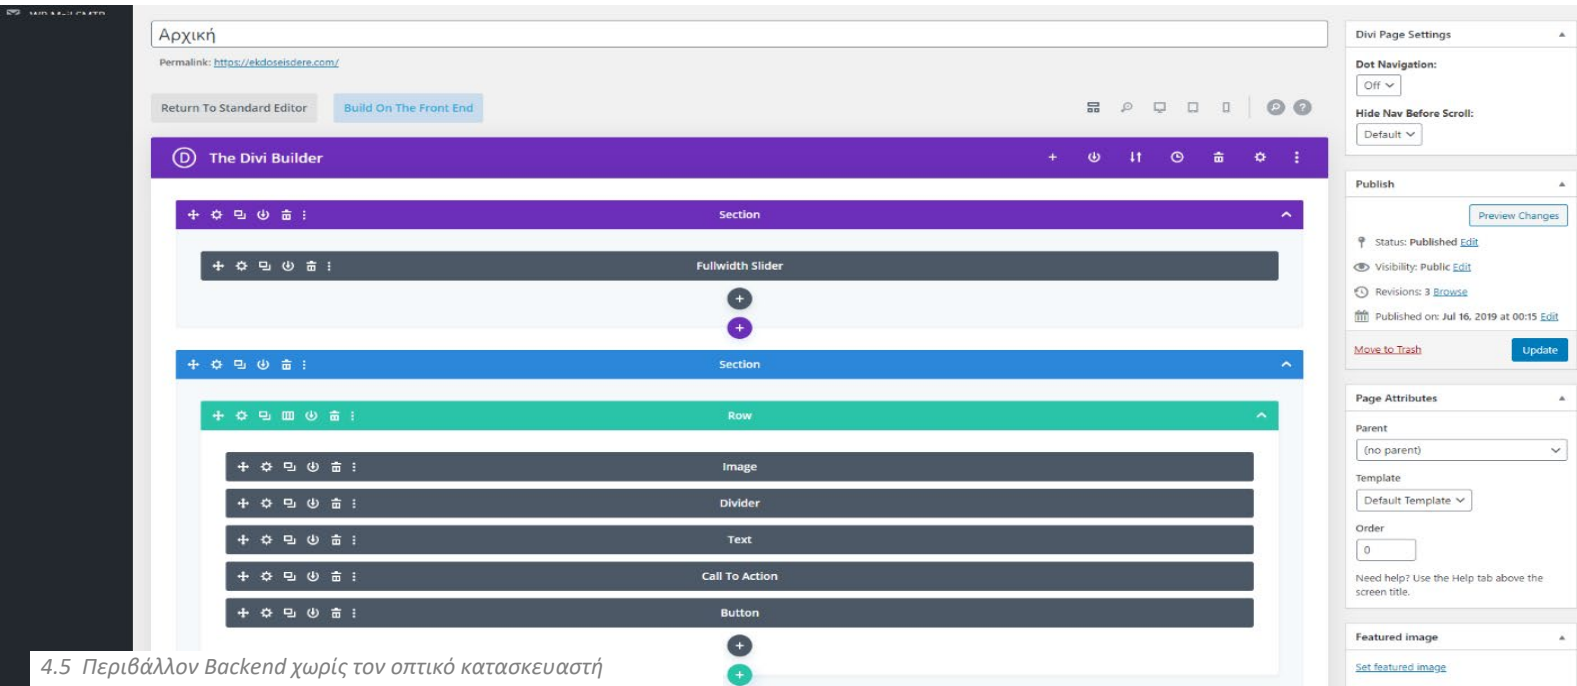 WP Mail SMTP
Αρχική
Permalink: https://ekdoseisdere.com/
Return To Standard Editor
Build On The Front End
The Divi Builder
Section
Fullwidth Slider
Section
Row
Image
Divider
Text
Call To Action
Button
4.5 Περιβάλλον Backend χωρίς τον οπτικό κατασκευαστή
Divi Page Settings
Dot Navigation:
Off
Hide Nav Before Scroll:
Default
Publish
Preview Changes
Status: Published Edit
Visibility: Public Edit
Revisions: 3 Browse
Published on: Jul 16, 2019 at 00:15 Edit
Move to Trash
Update
Page Attributes
Parent
(no parent)
Template
Default Template
Order
0
Need help? Use the Help tab above the
screen title.
Featured image
Set featured image